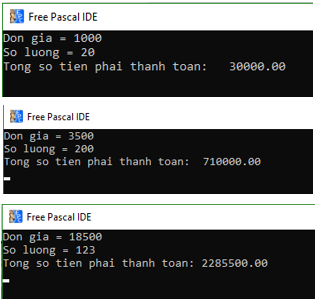 Free Pascal IDE
Don gia = 1000
So luong = 20
Tong so tien phai thanh toan:   30000.00
Free Pascal IDE
Don gia = 3500
So luong = 200
Tong so tien phai thanh toan:  710000.00
Free Pascal IDE
Don gia = 18500
So luong = 123
Tong so tien phai thanh toan: 2285500.00